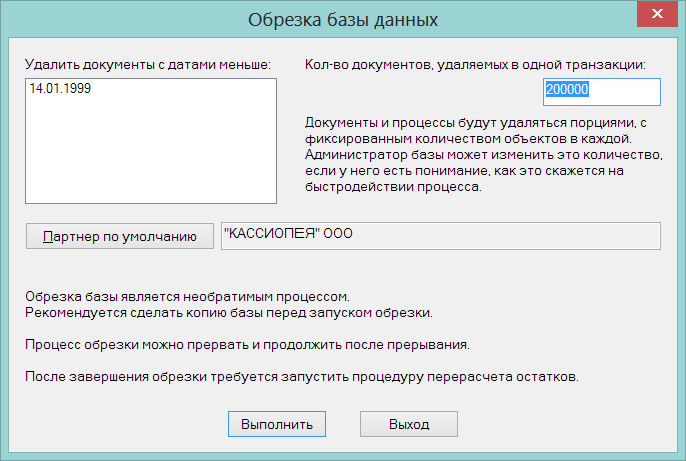 Обрезка базы данных
Удалить документы с датами меньше:
14.01.1999
Кол-во документов, удаляемых в одной транзакции:
200000
Документы и процессы будут удаляться порциями, с
фиксированным количеством объектов в каждой.
Администратор базы может изменить это количество,
если у него есть понимание, как это скажется на
быстродействии процесса.
Партнер по умолчанию
"КАССИОПЕЯ" ООО
Обрезка базы является необратимым процессом.
Рекомендуется сделать копию базы перед запуском обрезки.
Процесс обрезки можно прервать и продолжить после прерывания.
После завершения обрезки требуется запустить процедуру перерасчета остатков.
Выполнить
Выход